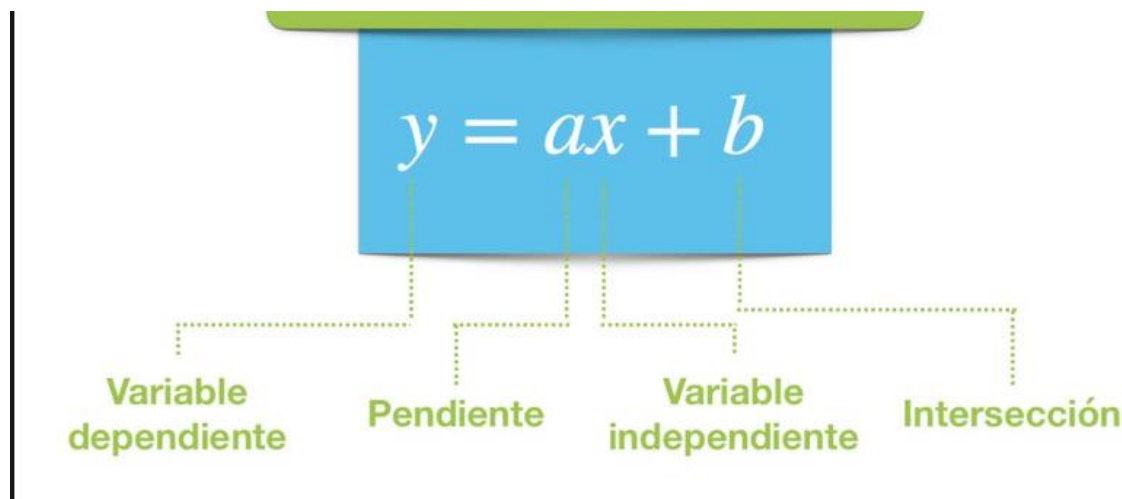 y = ax + b
Variable
dependiente
Pendiente
Variable
independiente
Intersección